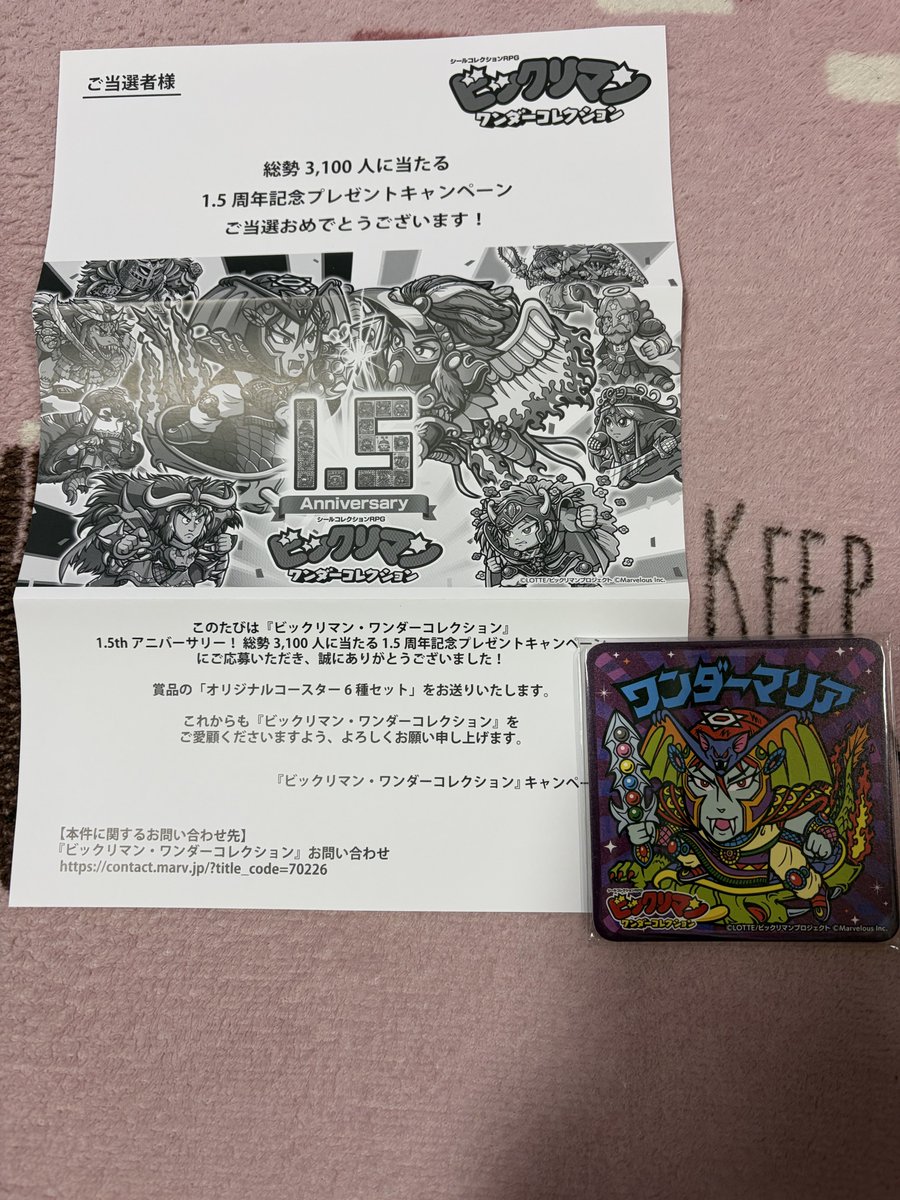 ご当選者様
シールコレクションRPG
ビックリマン
ワンダーコレクション
総勢 3,100 人に当たる
1.5 周年記念プレゼントキャンペーン
ご当選おめでとうございます！
1.5
Anniversary
シールコレクションRPG
ビックリマン
ワンダーコレクション
©LOTTE/ビックリマンプロジェクト ©Marvelous Inc.
このたびは『ビックリマン・ワンダーコレクション』
1.5th アニバーサリー！ 総勢 3,100 人に当たる 1.5 周年記念プレゼントキャンペーン
にご応募いただき、誠にありがとうございました！
賞品の「オリジナルコースター 6 種セット」をお送りいたします。
これからも『ビックリマン・ワンダーコレクション』を
ご愛顧くださいますよう、よろしくお願い申し上げます。
『ビックリマン・ワンダーコレクション』キャンペー
【本件に関するお問い合わせ先】
『ビックリマン・ワンダーコレクション』お問い合わせ
https://contact.marv.jp/?title_code=70226
KEEP
ワンダーマリア
シールコレクションRPG
ビックリマン
ワンダーコレクション
©LOTTE/ビックリマンプロジェクト ©Marvelous Inc.